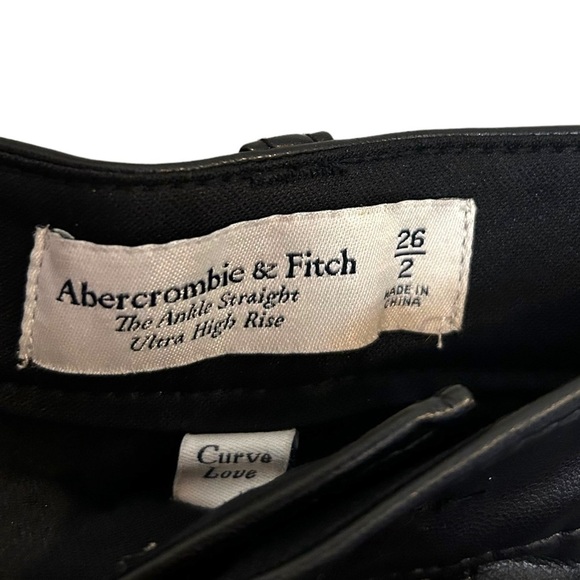 Abercrombie & Fitch
The Ankle Straight
Ultra High Rise
26
2
MADE IN
CHINA
Curve
Love